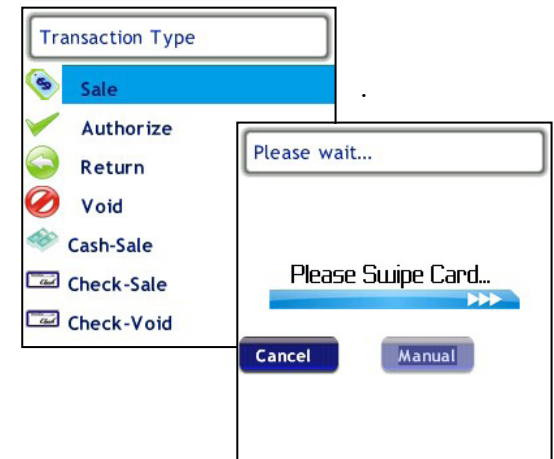 Transaction Type
Sale
Authorize
Return
Void
Cash-Sale
Check-Sale
Check-Void
.
Please wait...
Please Swipe Card...
Cancel
Manual